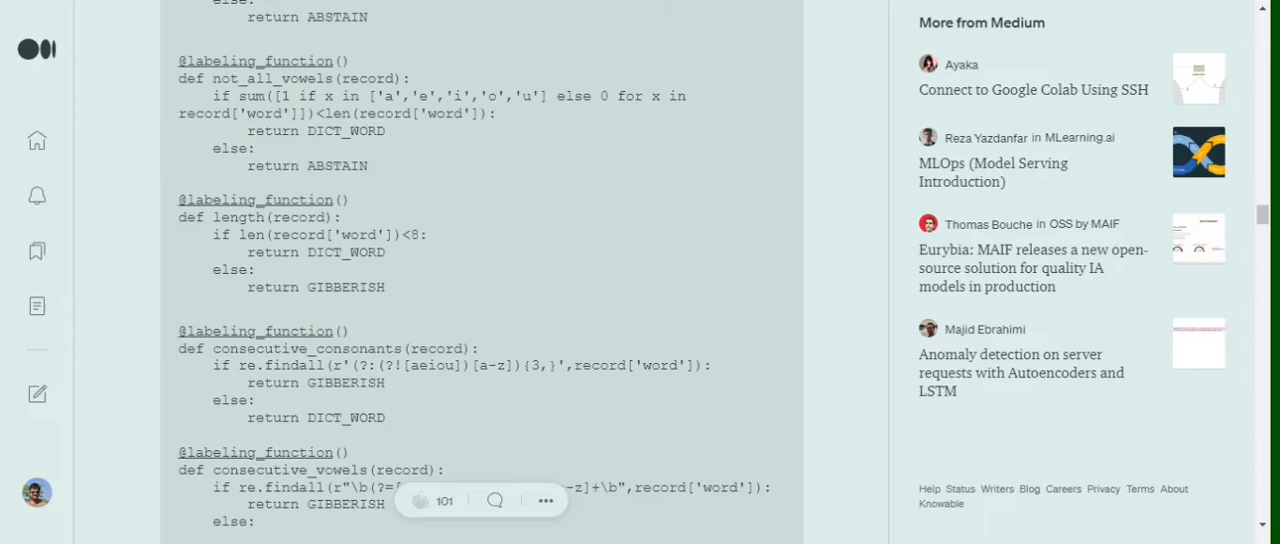 else:
return ABSTAIN
@labeling_function()
def not_all_vowels(record):
if sum([1 if x in ['a','e','i','o','u'] else 0 for x in
record['word']])<len(record['word']):
return DICT_WORD
else:
return ABSTAIN
@labeling_function()
def length(record):
if len(record['word'])<8:
return DICT_WORD
else:
return GIBBERISH
@labeling_function()
def consecutive_consonants(record):
if re.findall(r'(?:(?![aeiou])[a-z]){3,}',record['word']):
return GIBBERISH
else:
return DICT_WORD
@labeling_function()
def consecutive_vowels(record):
if re.findall(r"\b(?=[ -z]+\b",record['word']):
return GIBBERISH
else:
101
More from Medium
Ayaka
Connect to Google Colab Using SSH
Reza Yazdanfar in MLearning.ai
MLOps (Model Serving
Introduction)
Thomas Bouche in OSS by MAIF
Eurybia: MAIF releases a new open-
source solution for quality IA
models in production
Majid Ebrahimi
Anomaly detection on server
requests with Autoencoders and
LSTM
Help Status Writers Blog Careers Privacy Terms About
Knowable